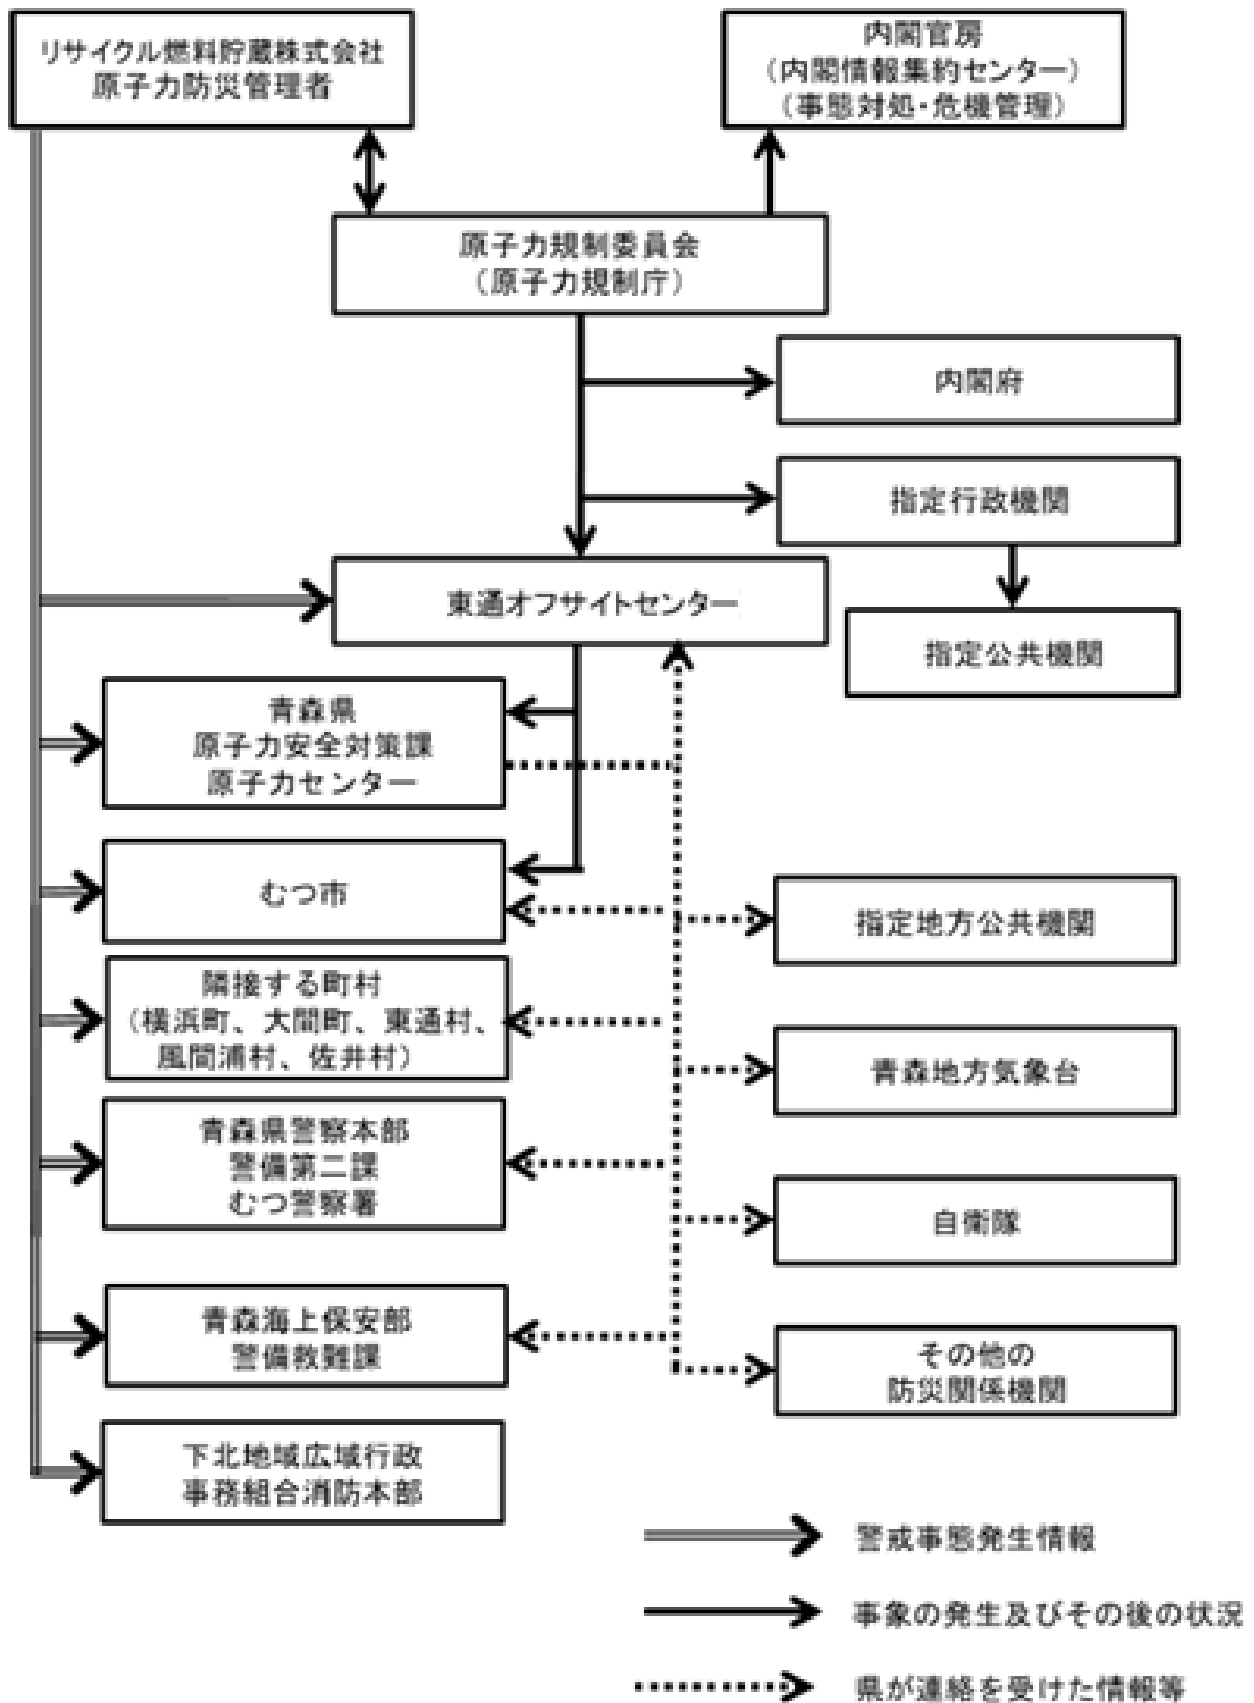 リサイクル燃料貯蔵株式会社
原子力防災管理者
内閣官房
（内閣情報集約センター）
（事態対処・危機管理）
原子力規制委員会
（原子力規制庁）
内閣府
指定行政機関
東通オフサイトセンター
指定公共機関
青森県
原子力安全対策課
原子力センター
むつ市
指定地方公共機関
隣接する町村
（横浜町、大間町、東通村、
風間浦村、佐井村）
青森地方気象台
青森県警察本部
警備第二課
むつ警察署
自衛隊
青森海上保安部
警備救難課
その他の
防災関係機関
下北地域広域行政
事務組合消防本部
警戒事態発生情報
事象の発生及びその後の状況
県が連絡を受けた情報等